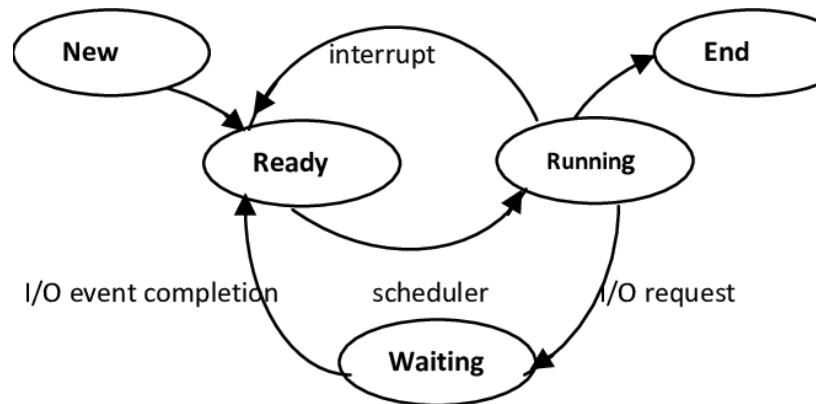 New
interrupt
End
Ready
Running
I/O event completion
scheduler
I/O request
Waiting